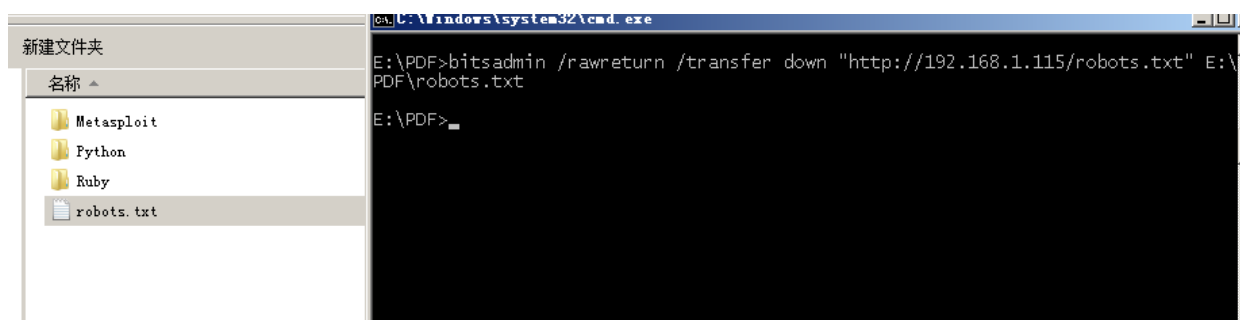 新建文件夹
名称
Metasploit
Python
Ruby
robots.txt
C:\Windows\system32\cmd.exe
E:\PDF>bitsadmin /rawreturn /transfer down "http://192.168.1.115/robots.txt" E:\
PDF\robots.txt
E:\PDF>_